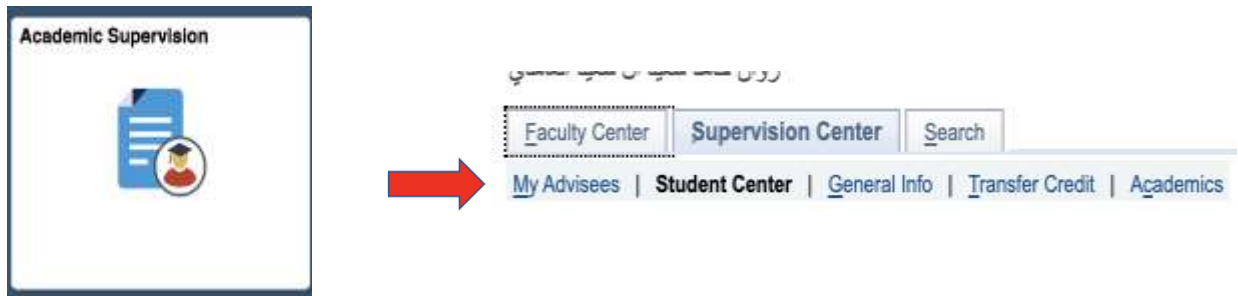 Academic Supervision
Faculty Center Supervision Center Search
My Advisees | Student Center | General Info | Transfer Credit | Academics